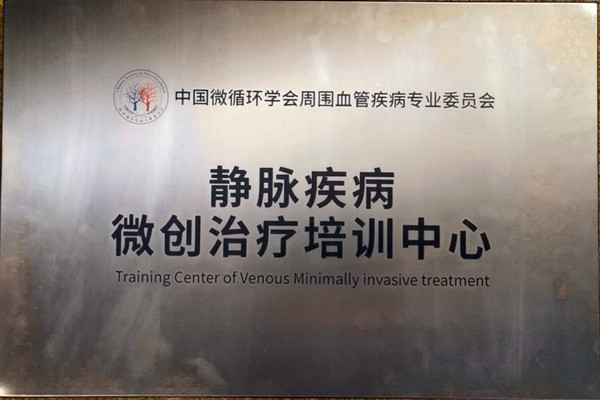 中国微循环学会周围血管疾病专业委员会
静脉疾病
微创治疗培训中心
Training Center of Venous Minimally invasive treatment